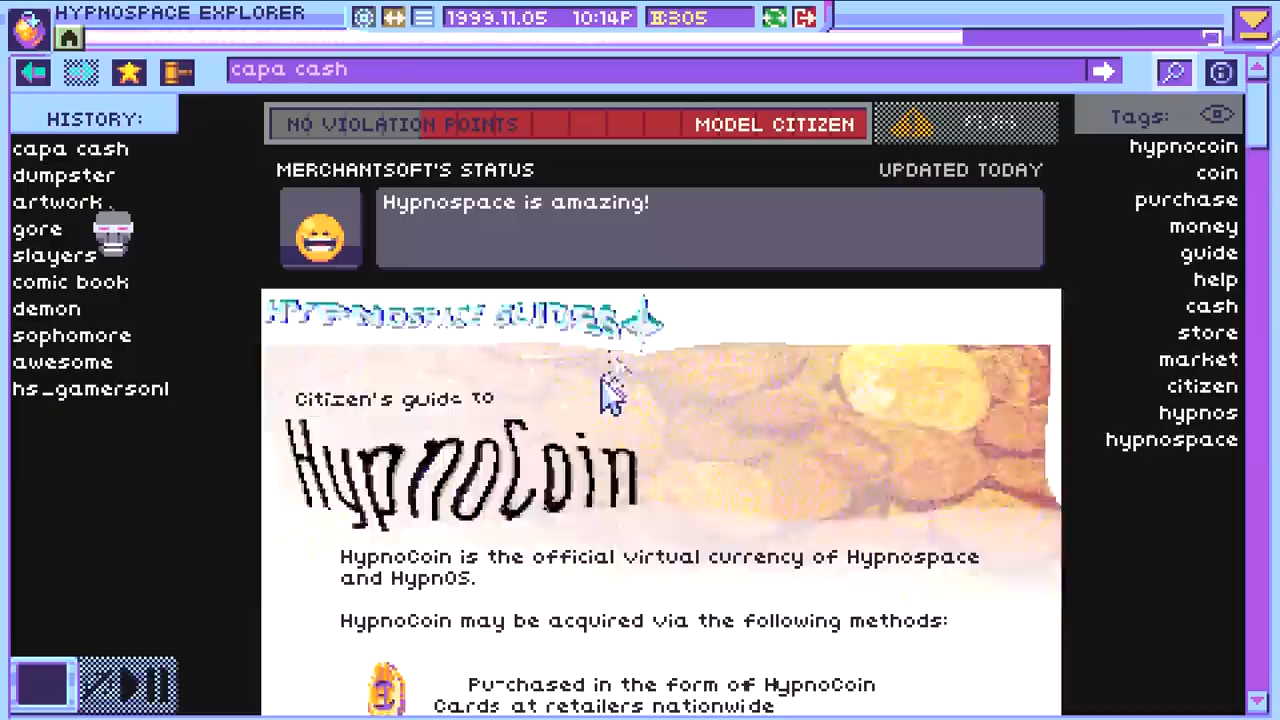 HYPNOSPACE EXPLORER
1999.11.05 10:14P
305
capa cash
HISTORY:
capa cash
dumpster
artwork
gore
slayers
comic book
demon
sophomore
awesome
hs_gamersonl
NO VIOLATION POINTS
MODEL CITIZEN
MERCHANTSOFT'S STATUS
UPDATED TODAY
Hypnospace is amazing!
HYPNOSPACE GUIDES
Citizen's guide to
HypnoCoin
HypnoCoin is the official virtual currency of Hypnospace
and HypnOS.
HypnoCoin may be acquired via the following methods:
Purchased in the form of HypnoCoin
Cards at retailers nationwide
Tags:
hypnocoin
coin
purchase
money
guide
help
cash
store
market
citizen
hypnos
hypnospace